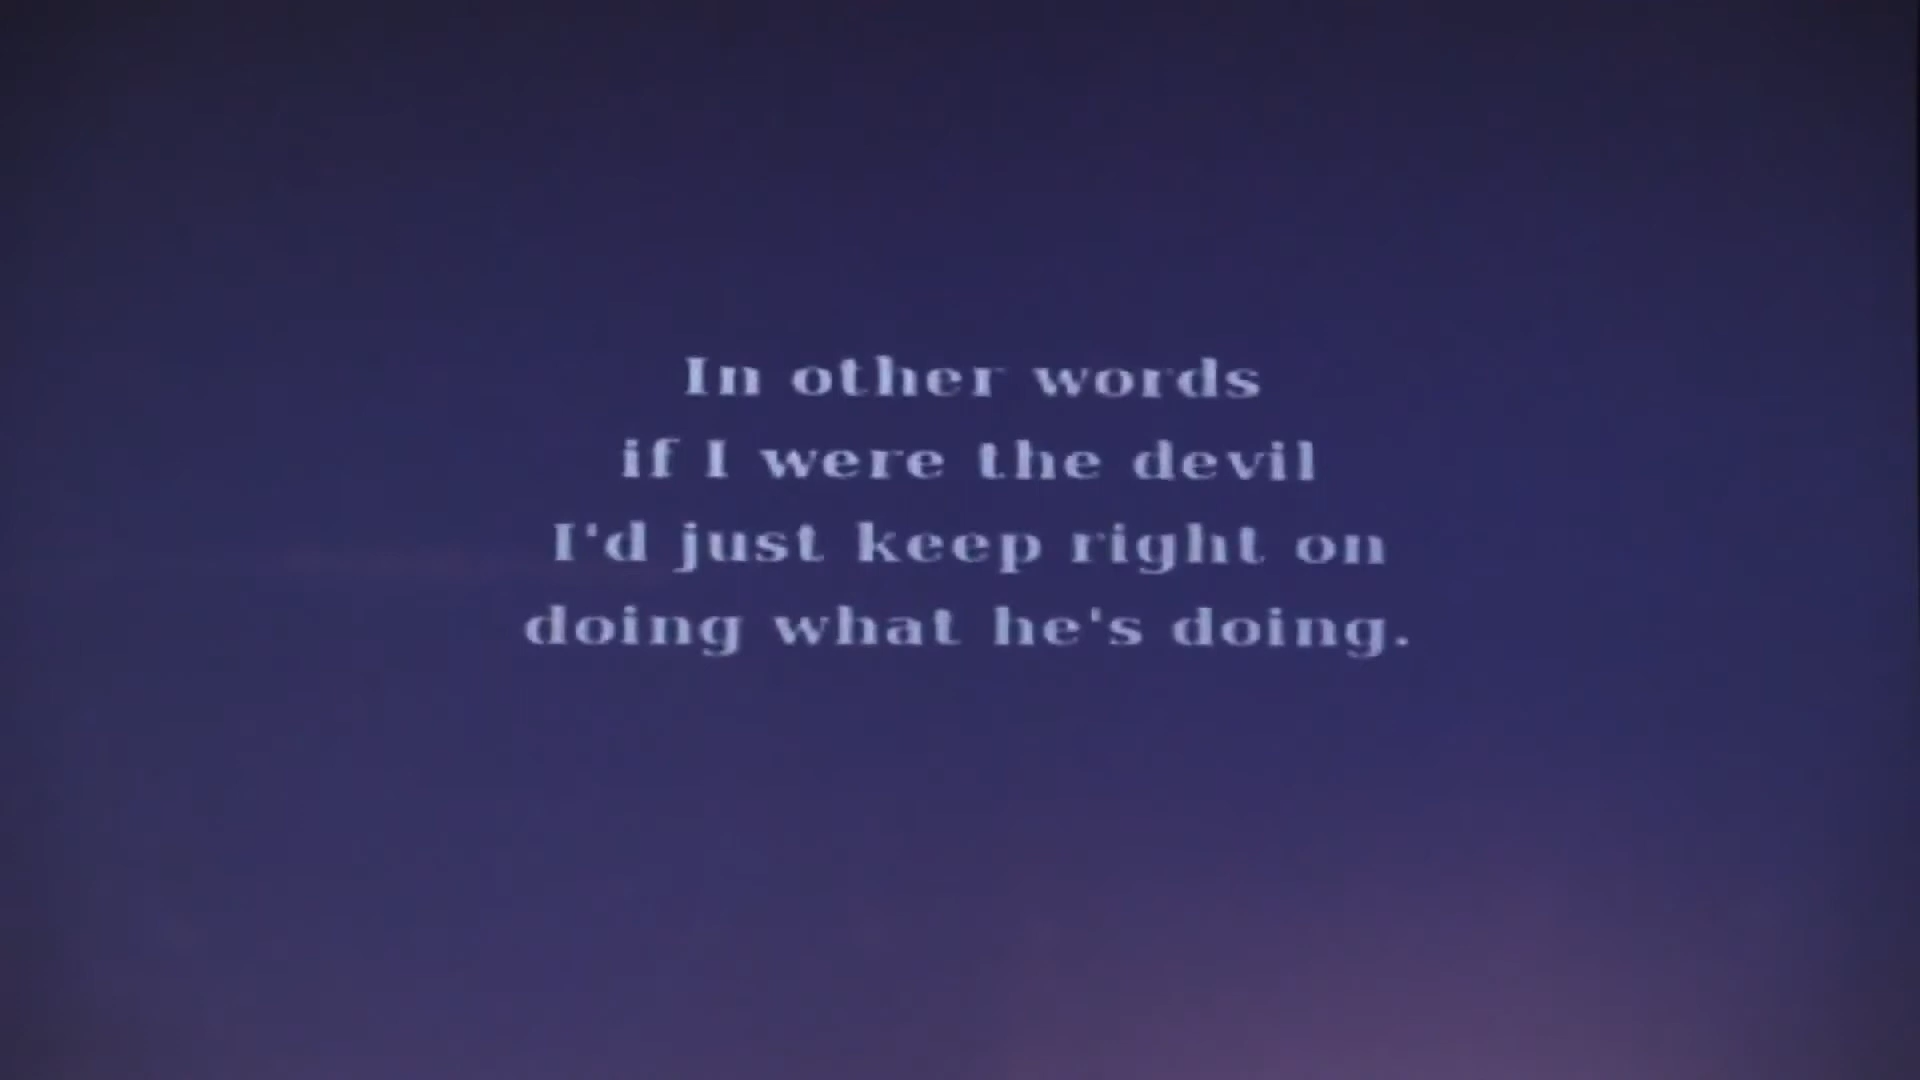 In other words
if I were the devil
I'd just keep right on
doing what he's doing.